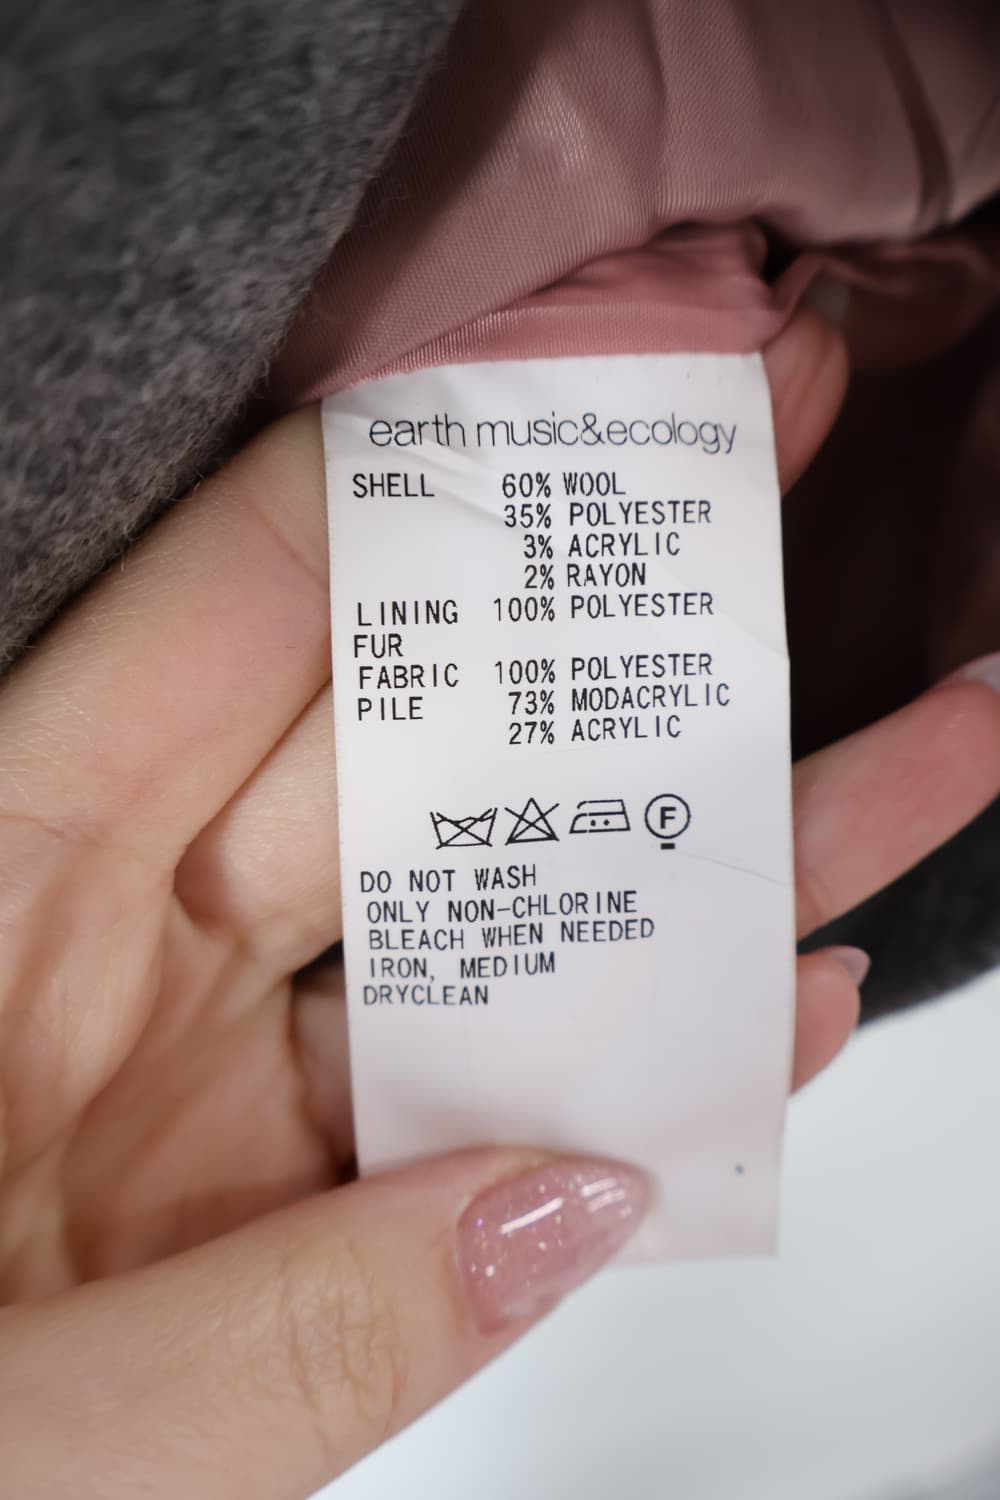 earth music&ecology
SHELL 60% WOOL
35% POLYESTER
3% ACRYLIC
2% RAYON
LINING 100% POLYESTER
FUR
FABRIC 100% POLYESTER
PILE 73% MODACRYLIC
27% ACRYLIC
F
DO NOT WASH
ONLY NON-CHLORINE
BLEACH WHEN NEEDED
IRON, MEDIUM
DRYCLEAN